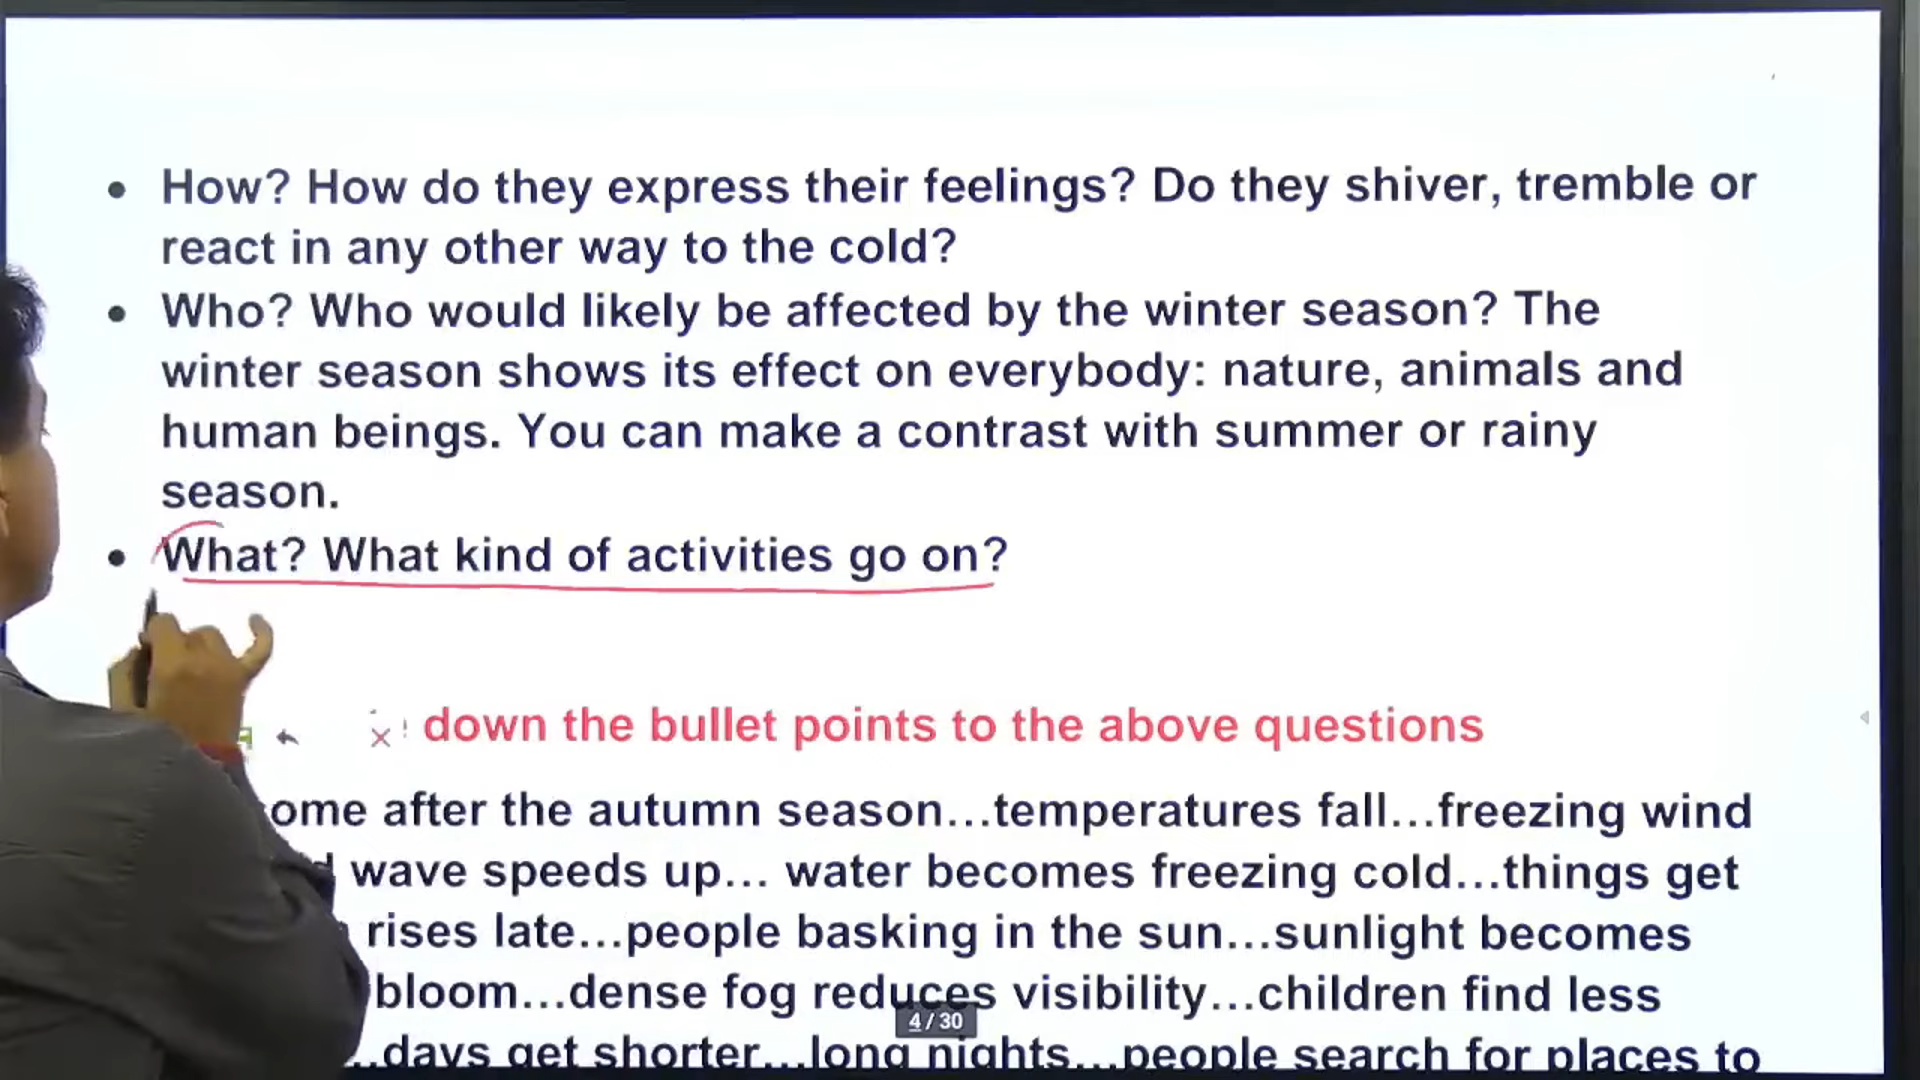 How? How do they express their feelings? Do they shiver, tremble or
react in any other way to the cold?
Who? Who would likely be affected by the winter season? The
winter season shows its effect on everybody: nature, animals and
human beings. You can make a contrast with summer or rainy
season.
What? What kind of activities go on?
down the bullet points to the above questions
after the autumn season...temperatures fall...freezing wind
wave speeds up... water becomes freezing cold...things get
rises late...people basking in the sun...sunlight becomes
bloom...dense fog reduces visibility...children find less
4 / 30
...days get shorter...long nights...people search for places to